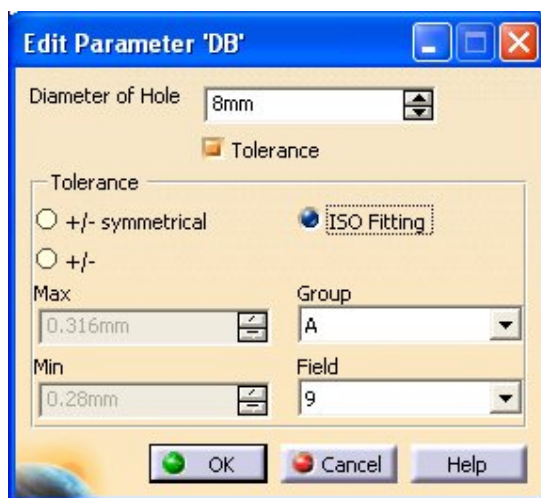 Edit Parameter 'DB'
Diameter of Hole 8mm
Tolerance
Tolerance
+/- symmetrical ISO Fitting
+/-
Max Group
0.316mm A
Min Field
0.28mm 9
OK Cancel Help